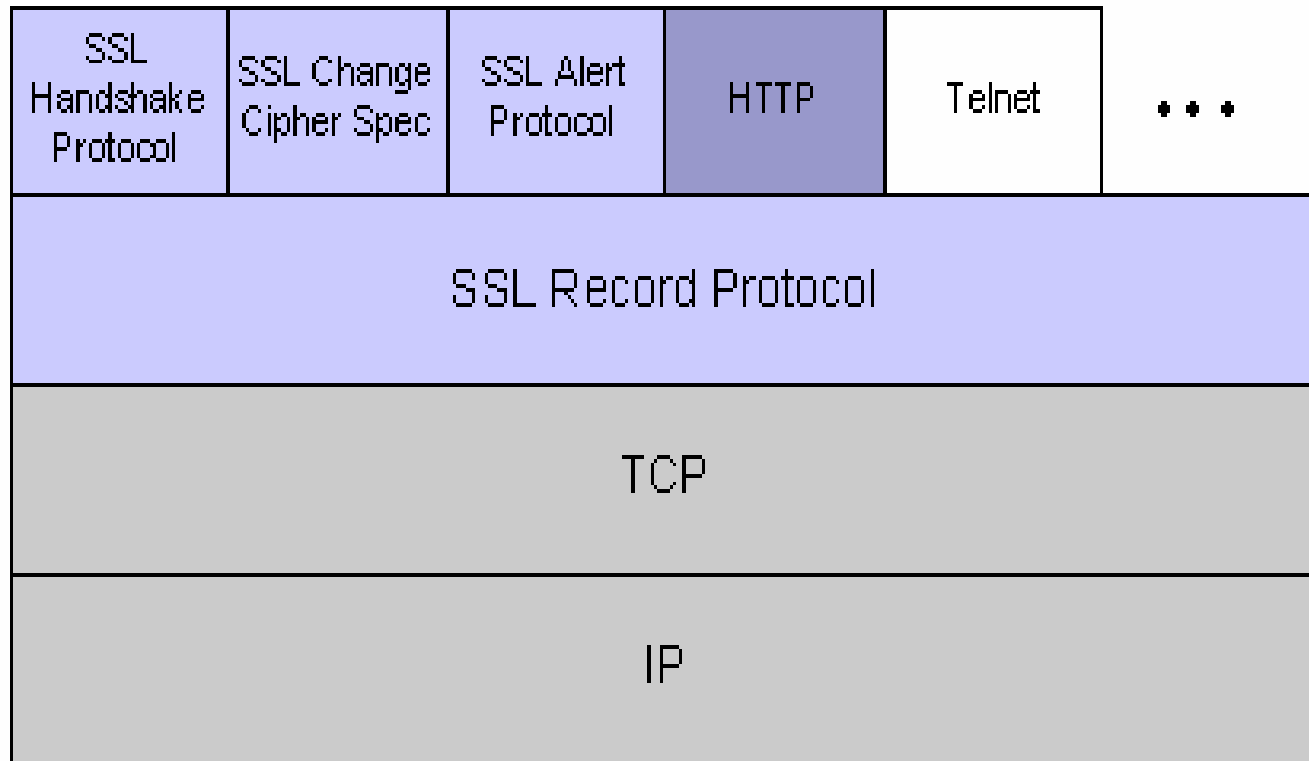 SSL
Handshake
Protocol
SSL Change
Cipher Spec
SSL Alert
Protocol
HTTP
Telnet
...
SSL Record Protocol
TCP
IP